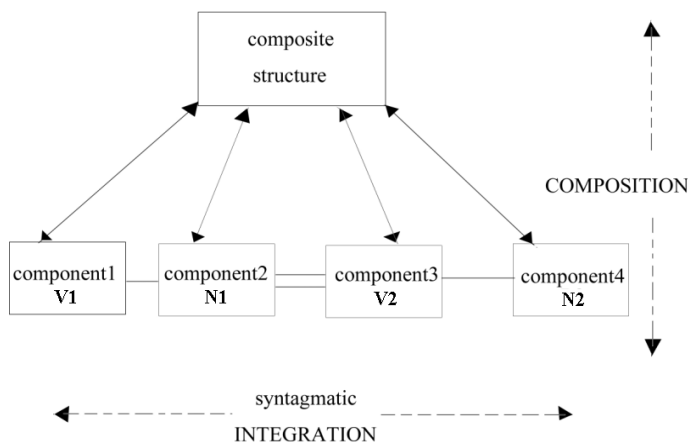 composite
structure
COMPOSITION
component1
V1
component2
N1
component3
V2
component4
N2
syntagmatic
INTEGRATION